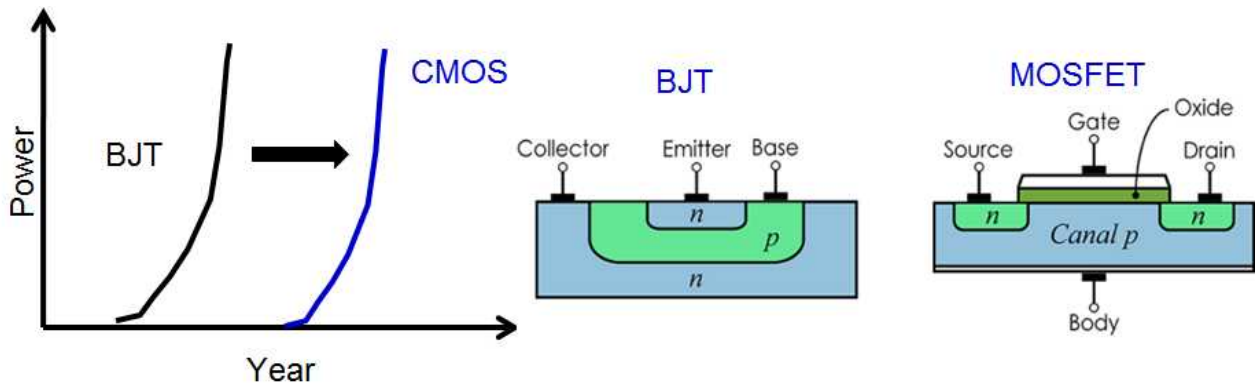 Power
BJT
CMOS
Year
BJT
Collector
Emitter
Base
n
p
n
MOSFET
Oxide
Gate
Source
Drain
n
n
Canal p
Body